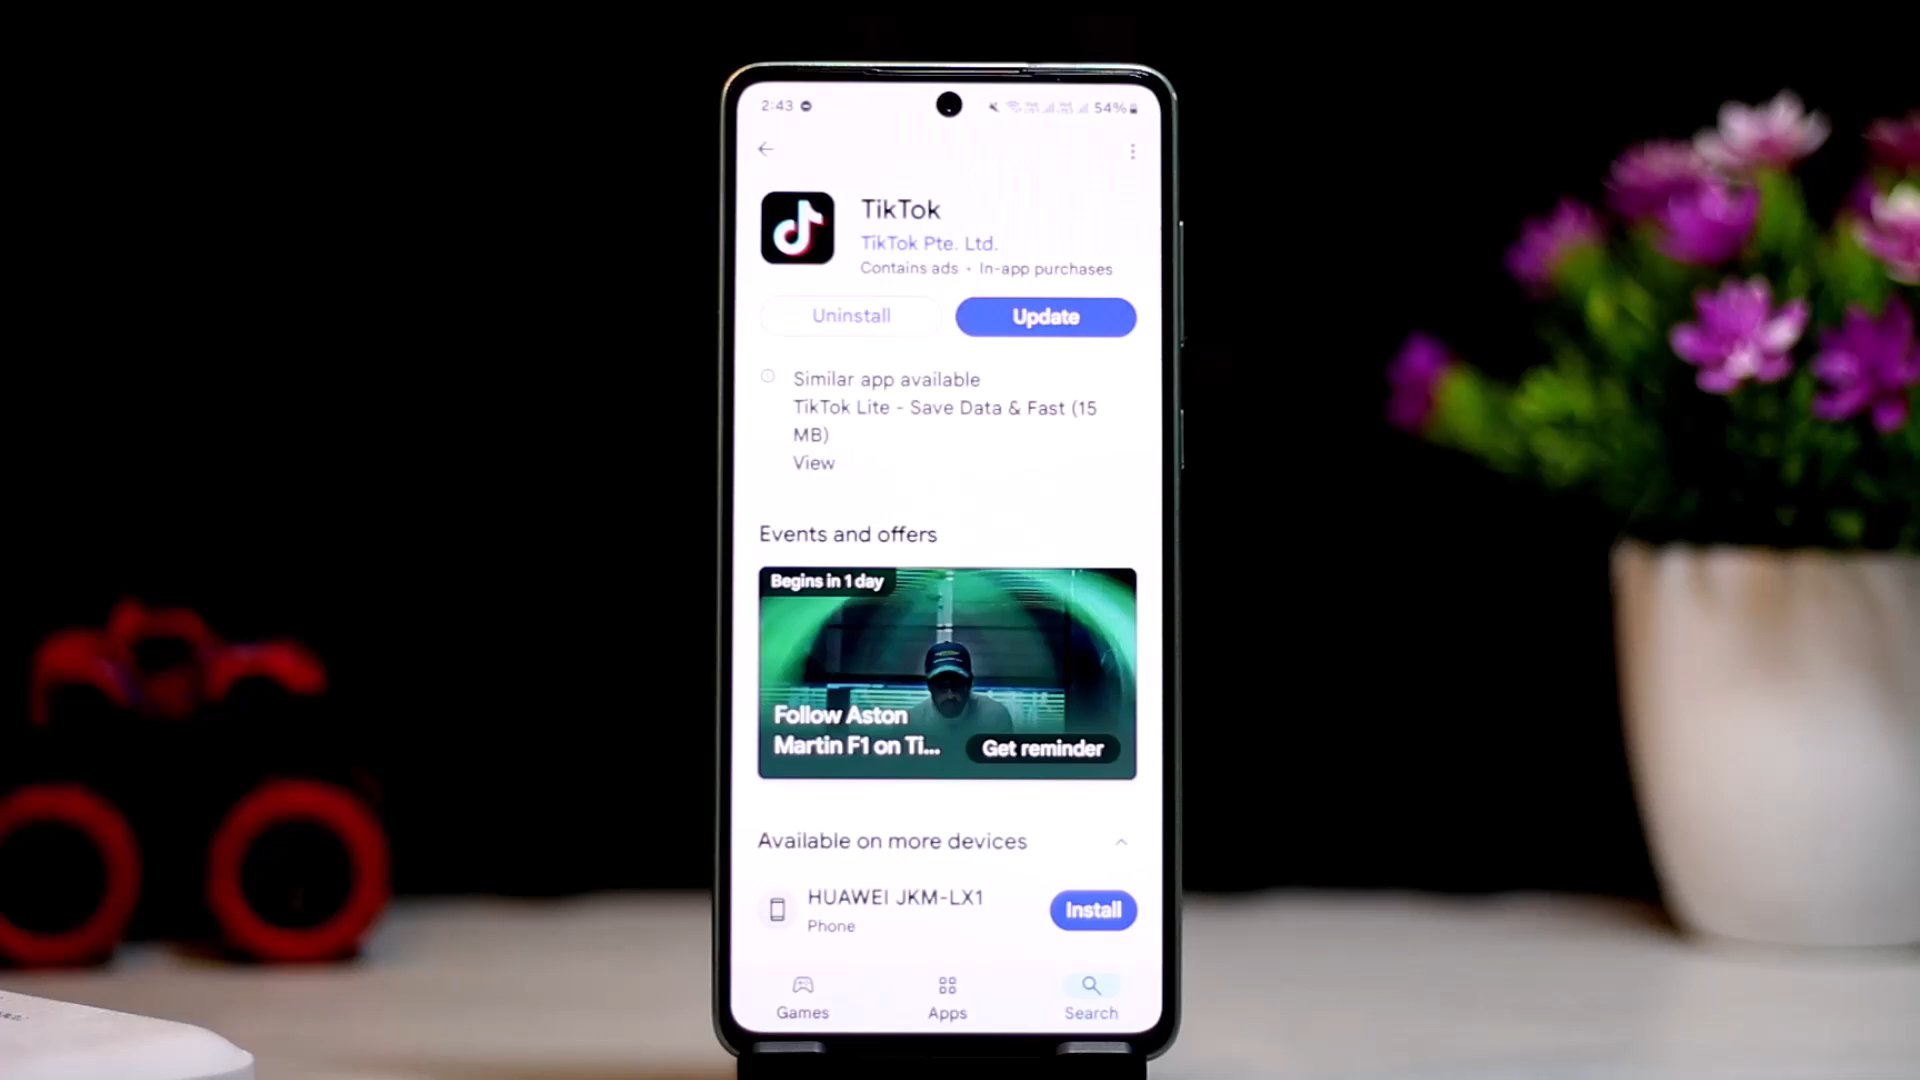 2:43
54%
TikTok
TikTok Pte. Ltd.
Contains ads • In-app purchases
Uninstall
Update
Similar app available
TikTok Lite - Save Data & Fast (15
MB)
View
Events and offers
Begins in 1 day
Follow Aston
Martin F1 on Ti...
Get reminder
Available on more devices
HUAWEI JKM-LX1
Phone
Install
Games
Apps
Search